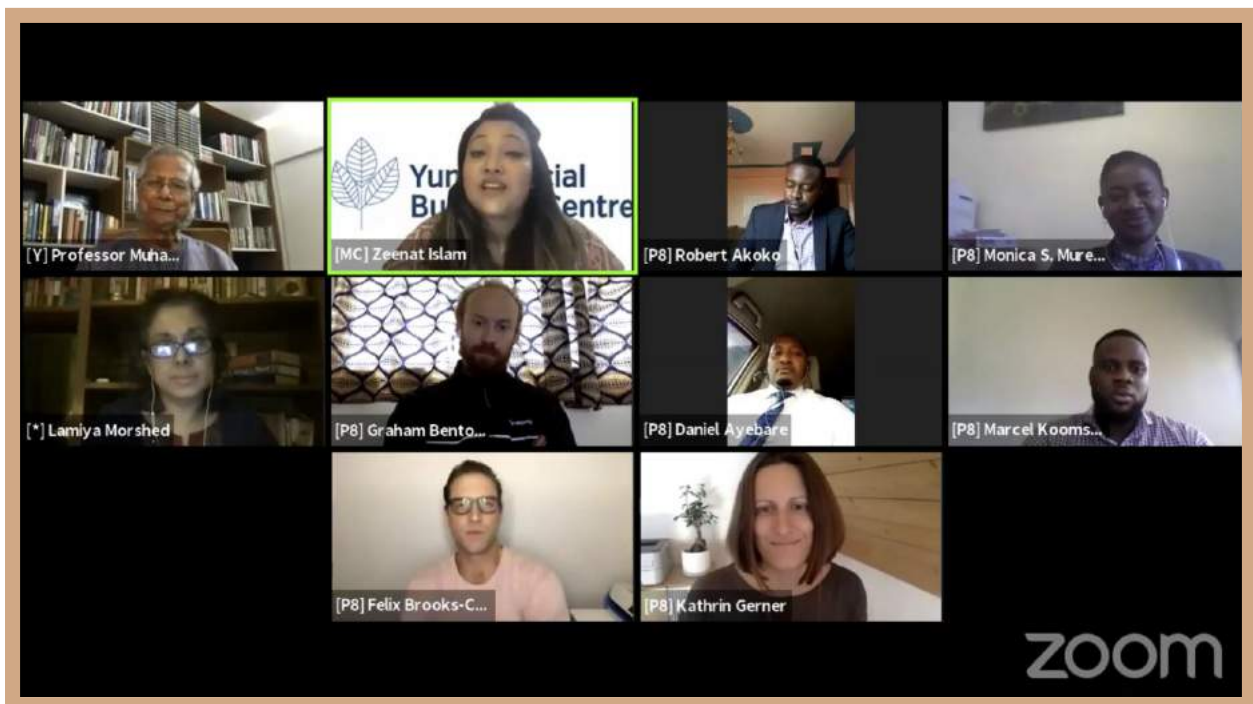 Yun ial
Bu entre
[Y] Professor Muha...
[MC] Zeenat Islam
[P8] Robert Akoko
[P8] Monica S. Mure...
[*] Lamiya Morshed
[P8] Graham Bento...
[P8] Daniel Ayebare
[P8] Marcel Kooms...
[P8] Felix Brooks-C...
[P8] Kathrin Gerner
zoom